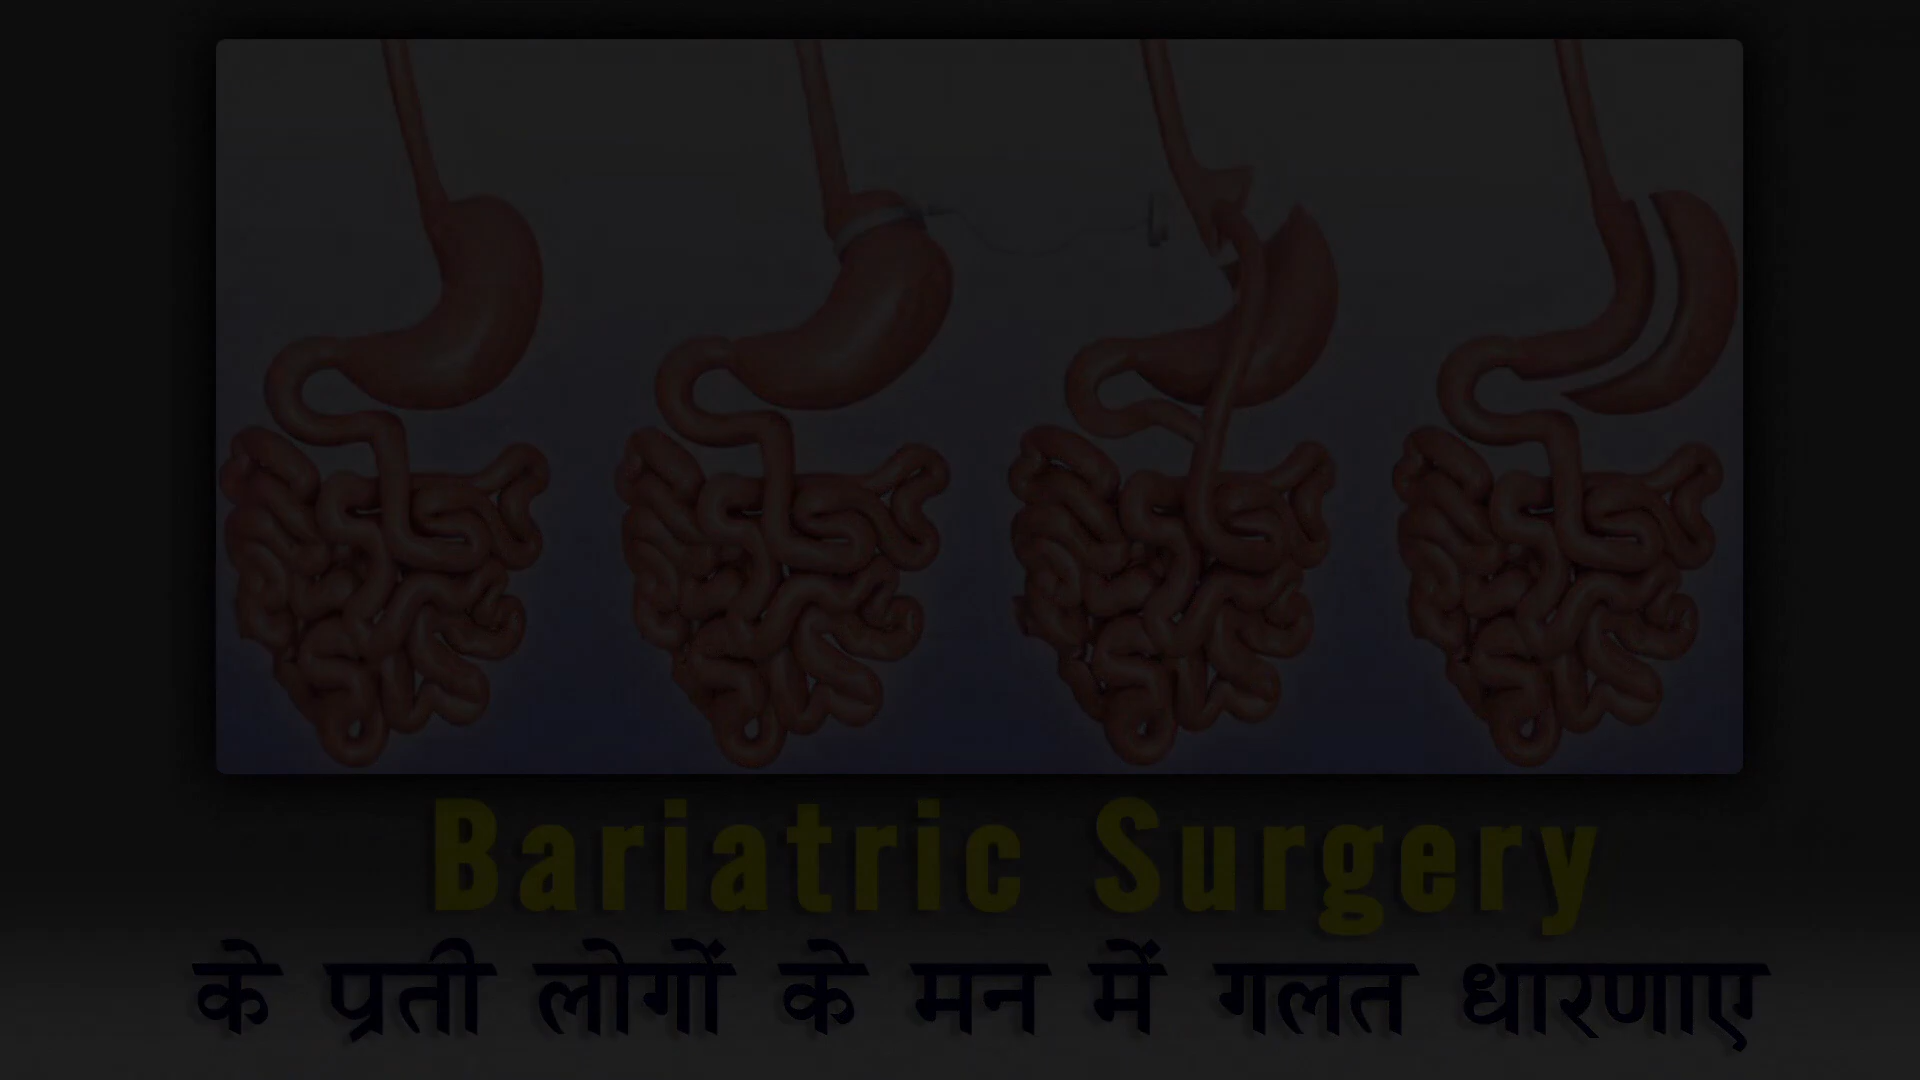 Bariatric Surgery
के प्रती लोगों के मन में गलत धारणाए